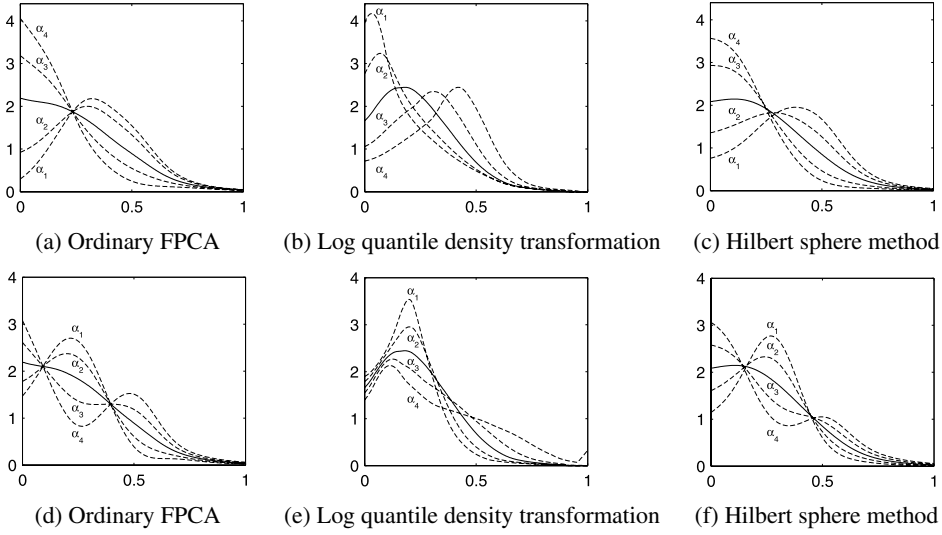 4
3
2
1
0
α₄
α₃
α₂
α₁
0
0.5
1
(a) Ordinary FPCA
4
3
2
1
0
α₁
α₂
α₃
α₄
0
0.5
1
(b) Log quantile density transformation
4
3
2
1
0
α₄
α₃
α₂
α₁
0
0.5
1
(c) Hilbert sphere method
4
3
2
1
0
α₁
α₂
α₃
α₄
0
0.5
1
(d) Ordinary FPCA
4
3
2
1
0
α₁
α₂
α₃
α₄
0
0.5
1
(e) Log quantile density transformation
4
3
2
1
0
α₁
α₂
α₃
α₄
0
0.5
1
(f) Hilbert sphere method